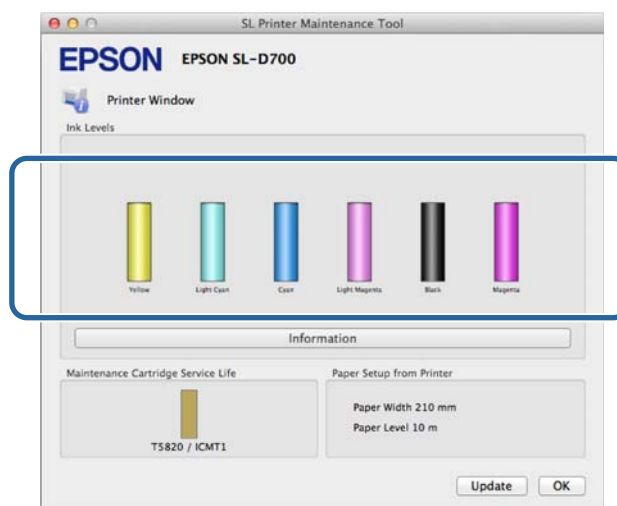 SL Printer Maintenance Tool
EPSON EPSON SL-D700
Printer Window
Ink Levels
Yellow Light Cyan Cyan Light Magenta Black Magenta
Information
Maintenance Cartridge Service Life Paper Setup from Printer
Paper Width 210 mm
Paper Level 10 m
T5820 / ICMT1
Update OK